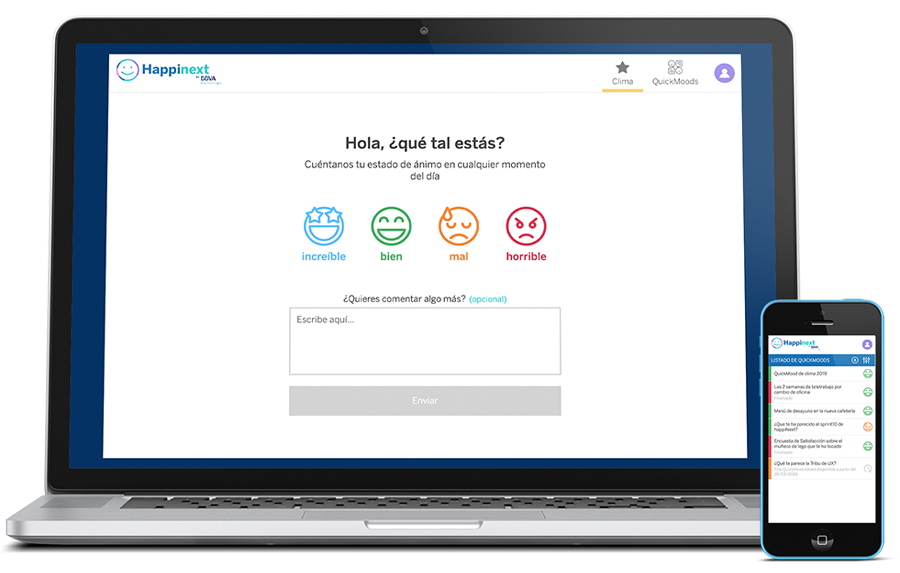 Happinext
BBVA
Clima
QuickMoods
Hola, ¿qué tal estás?
Cuéntanos tu estado de ánimo en cualquier momento
del día
increíble
bien
mal
horrible
¿Quieres comentar algo más? (opcional)
Escribe aquí...
Enviar
Happinext
BBVA
LISTADO DE QUICKMOODS
QuickMood de clima 2019
Las 2 semanas de teletrabajo por
cambio de oficina
Finalizado
Menú de desayuno en la nueva cafetería
¿Que te ha parecido el sprint10 de
happinext?
Encuesta de Satisfacción sobre el
muñeco de lego que te ha tocado
Finalizado
¿Qué te parece la Tribu de UX?